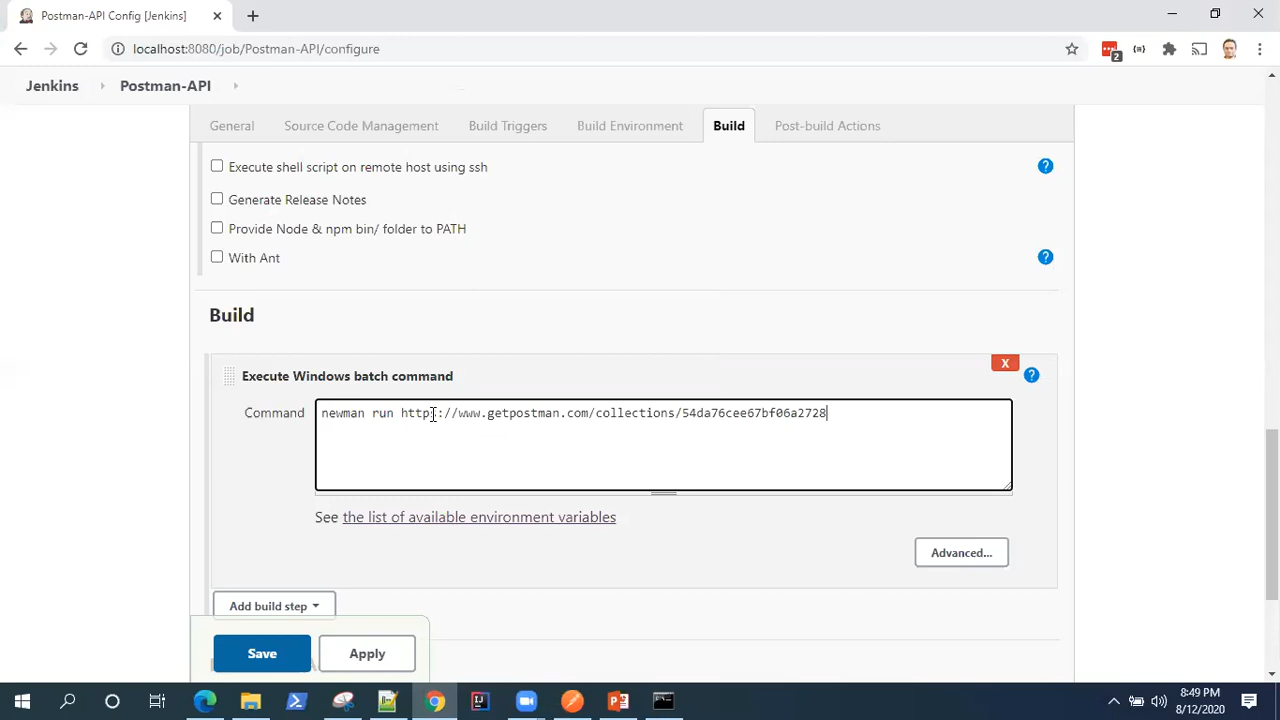 Postman-API Config [Jenkins]
localhost:8080/job/Postman-API/configure
2
Jenkins Postman-API
General Source Code Management Build Triggers Build Environment Build Post-build Actions
Execute shell script on remote host using ssh
?
Generate Release Notes
Provide Node & npm bin/ folder to PATH
With Ant
?
Build
X
Execute Windows batch command
?
Command newman run https://www.getpostman.com/collections/54da76cee67bf06a2728
See the list of available environment variables
Advanced...
Add build step
Save Apply
8:49 PM
8/12/2020